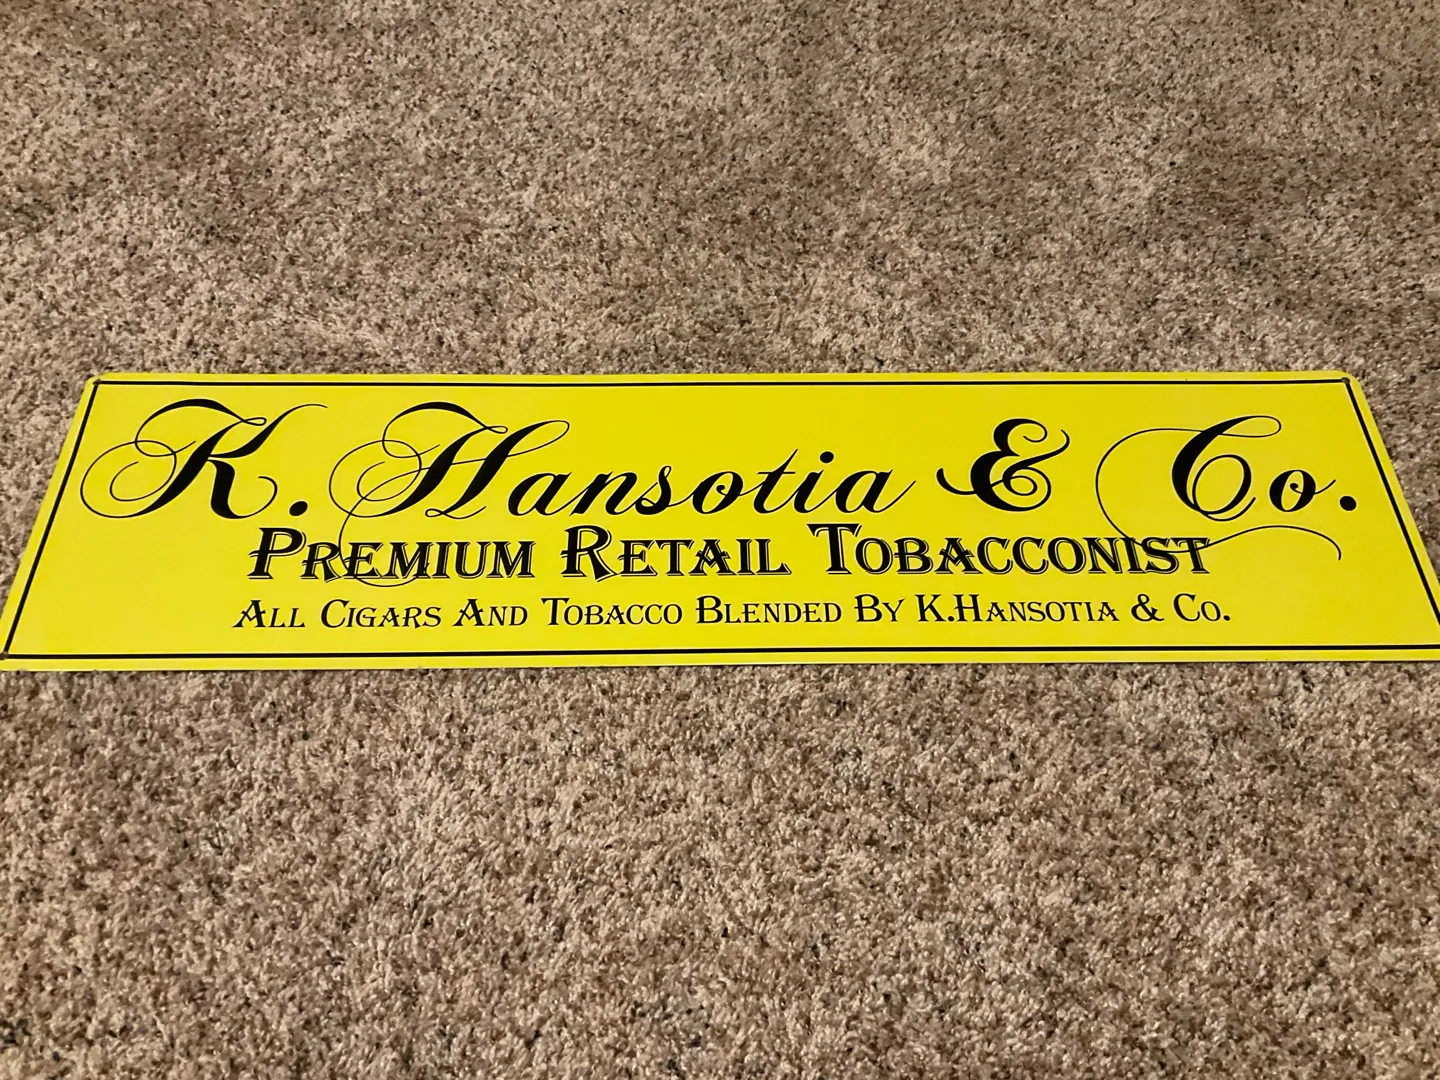 K. Hansotia & Co.
PREMIUM RETAIL TOBACCONIST
ALL CIGARS AND TOBACCO BLENDED BY K.HANSOTIA & CO.